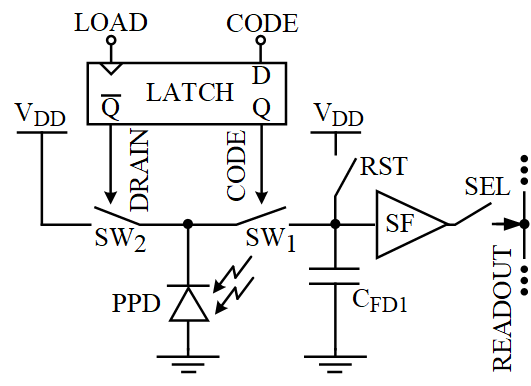 LOAD
CODE
D
LATCH
Q
Q
VDD
VDD
DRAIN
CODE
RST
SEL
SF
SW2
SW1
PPD
CFD1
READOUT